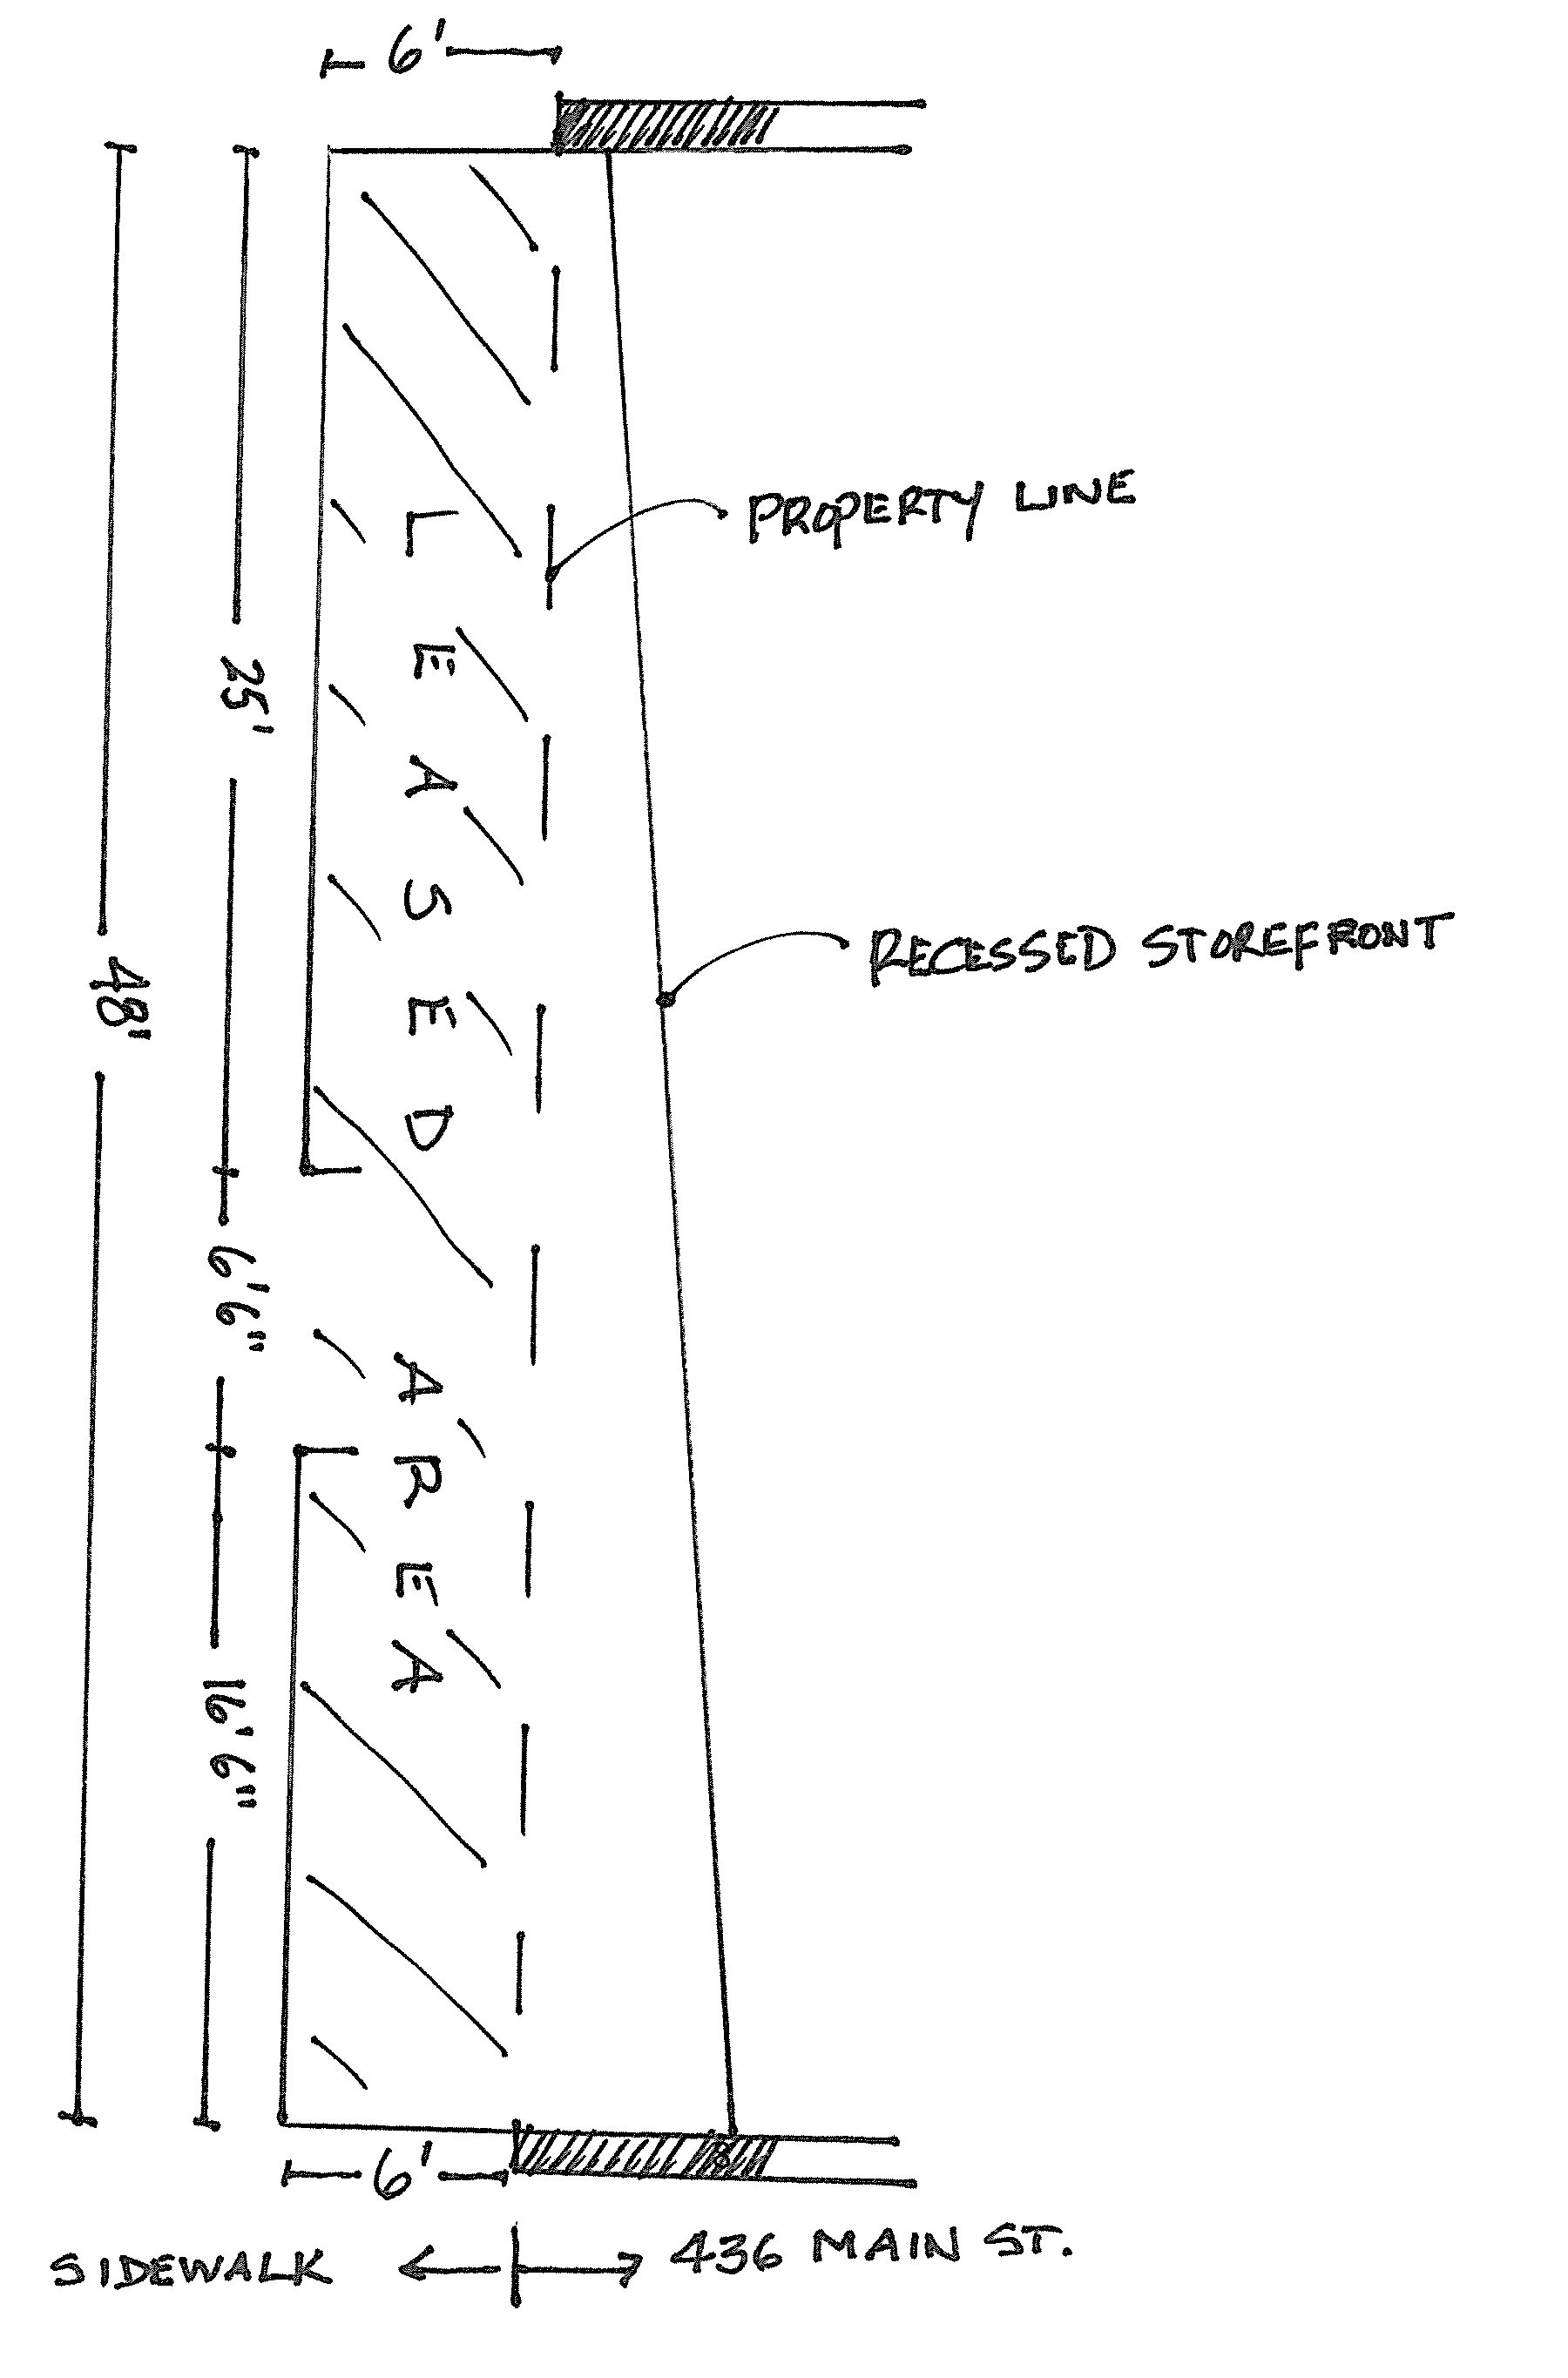 6'
PROPERTY LINE
25'
LEASED AREA
RECESSED STOREFRONT
48'
6'6"
16'6"
6'
SIDEWALK
436 MAIN ST.